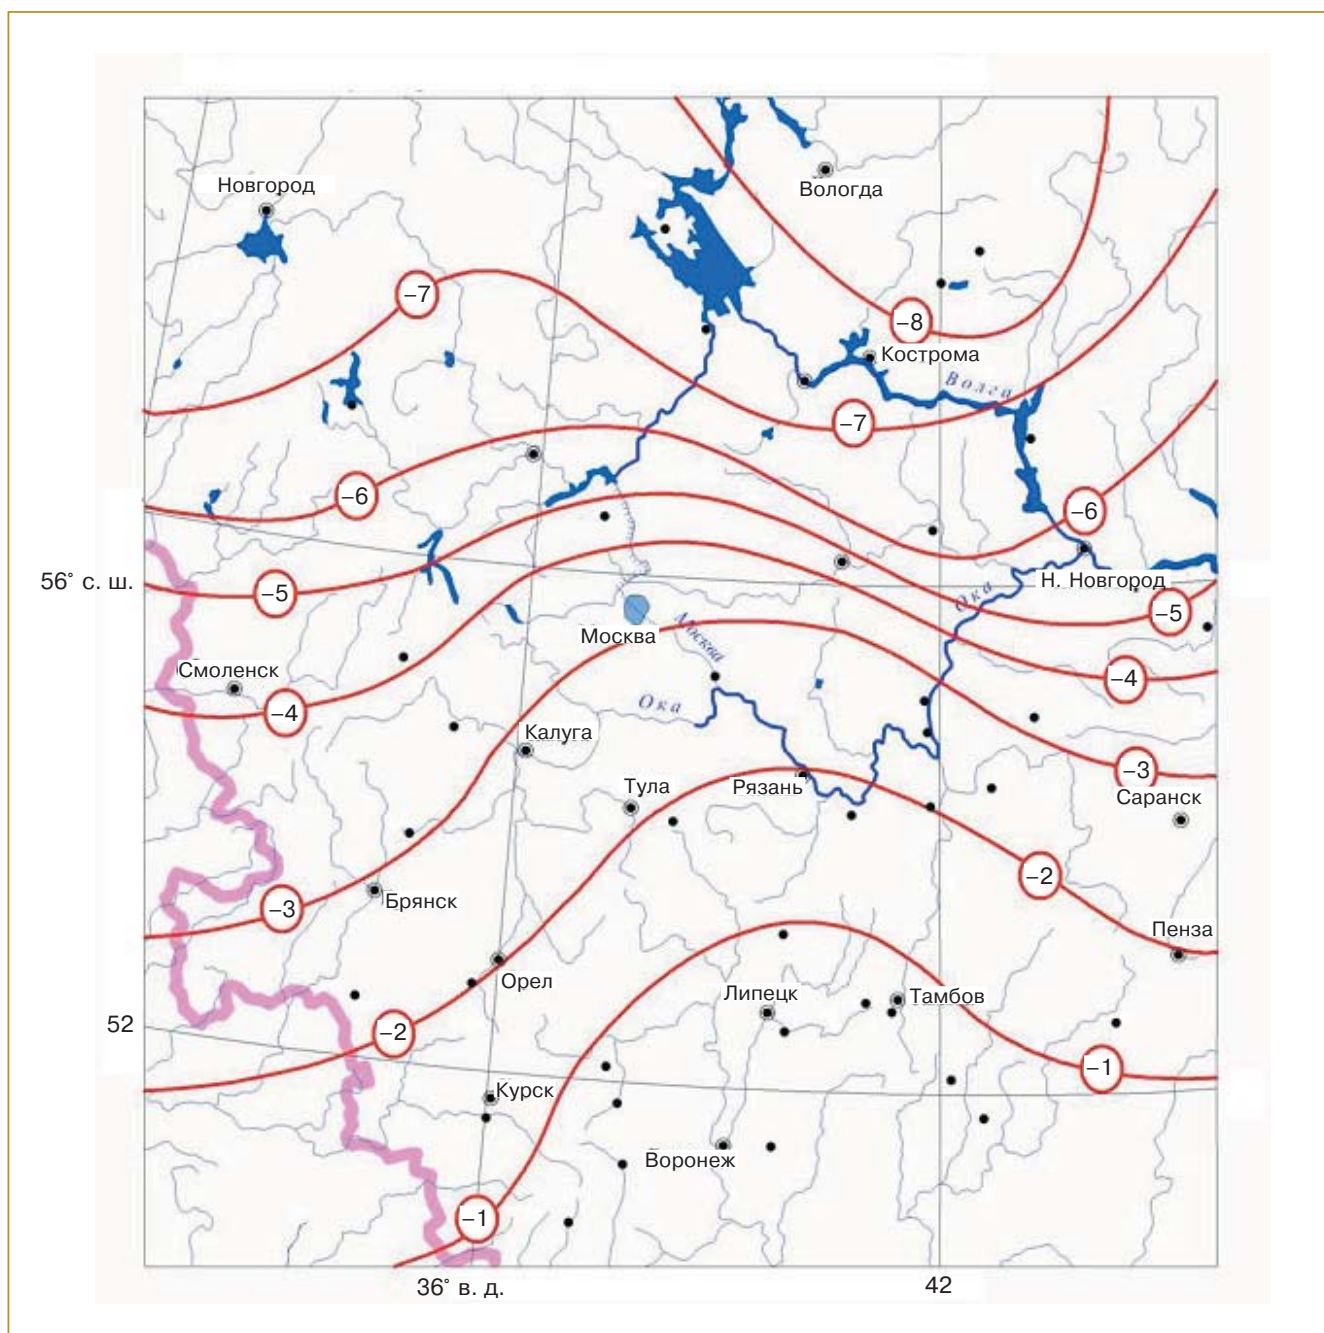 Новгород
Вологда
–7
–8
Кострома
Волга
–7
–6
–6
56° с. ш.
–5
Н. Новгород
Ока
–5
Москва
Москва
Смоленск
–4
–4
Ока
Калуга
–3
Тула
Рязань
Саранск
–2
–3
Брянск
Пенза
Орел
Липецк
Тамбов
52
–2
–1
Курск
Воронеж
–1
36° в. д.
42